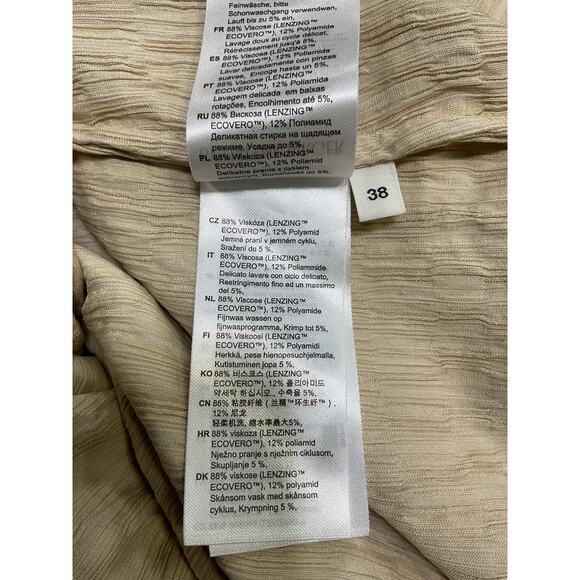 Feinwäsche, bitte
Schonwaschgang verwenden,
Läuft bis zu 5% ein.
FR 88% Viscose (LENZING™
ECOVERO™), 12% Polyamide
Lavage doux au cycle délicat,
Rétrécissement jusqu'à 5%.
ES 88% Viscosa (LENZING™
ECOVERO™), 12% Poliamida
Lavar delicadamente con pinzas
suaves, Encoge hasta un 5%.
PT 88% Viscose (LENZING™
ECOVERO™), 12% Poliamida
Lavagem delicada em baixas
rotações, Encolhimento até 5%,
RU 88% Вискоза (LENZING™
ECOVERO™), 12% Полиамид
Деликатная стирка на щадящем
режиме, Усадка до 5%.
PL 88% Wiskoza (LENZING™
ECOVERO™), 12% Poliamid
Delikatne pranie z cyklem
38
CZ 88% Viskóza (LENZING™
ECOVERO™), 12% Polyamid
Jemné praní v jemném cyklu,
Sražení do 5 %.
IT 88% Viscosa (LENZING™
ECOVERO™), 12% Poliammide
Delicato lavare con ciclo delicato,
Restringimento fino ad un massimo
del 5%.
NL 88% Viscose (LENZING™
ECOVERO™), 12% Polyamide
Fijnwas wassen op
fijnwasprogramma, Krimp tot 5%.
FI 88% Viskoosi (LENZING™
ECOVERO™), 12% Polyamidi
Herkkä, pese hienopesuohjelmalla,
Kutistuminen jopa 5 %.
KO 88% 비스코스 (LENZING™
ECOVERO™), 12% 폴리아미드
약세탁 하십시오., 수축율 5%.
CN 88% 粘胶纤维 ( 兰精™环生纤™
), 12% 尼龙
轻柔机洗, 缩水率最大5%,
HR 88% viskoza (LENZING™
ECOVERO™), 12% poliamid
Nježno pranje s nježnim ciklusom,
Skupljanje 5 %.
DK 88% viskose (LENZING™
ECOVERO™), 12% polyamid
Skånsom vask med skånsom
cyklus, Krympning 5 %.